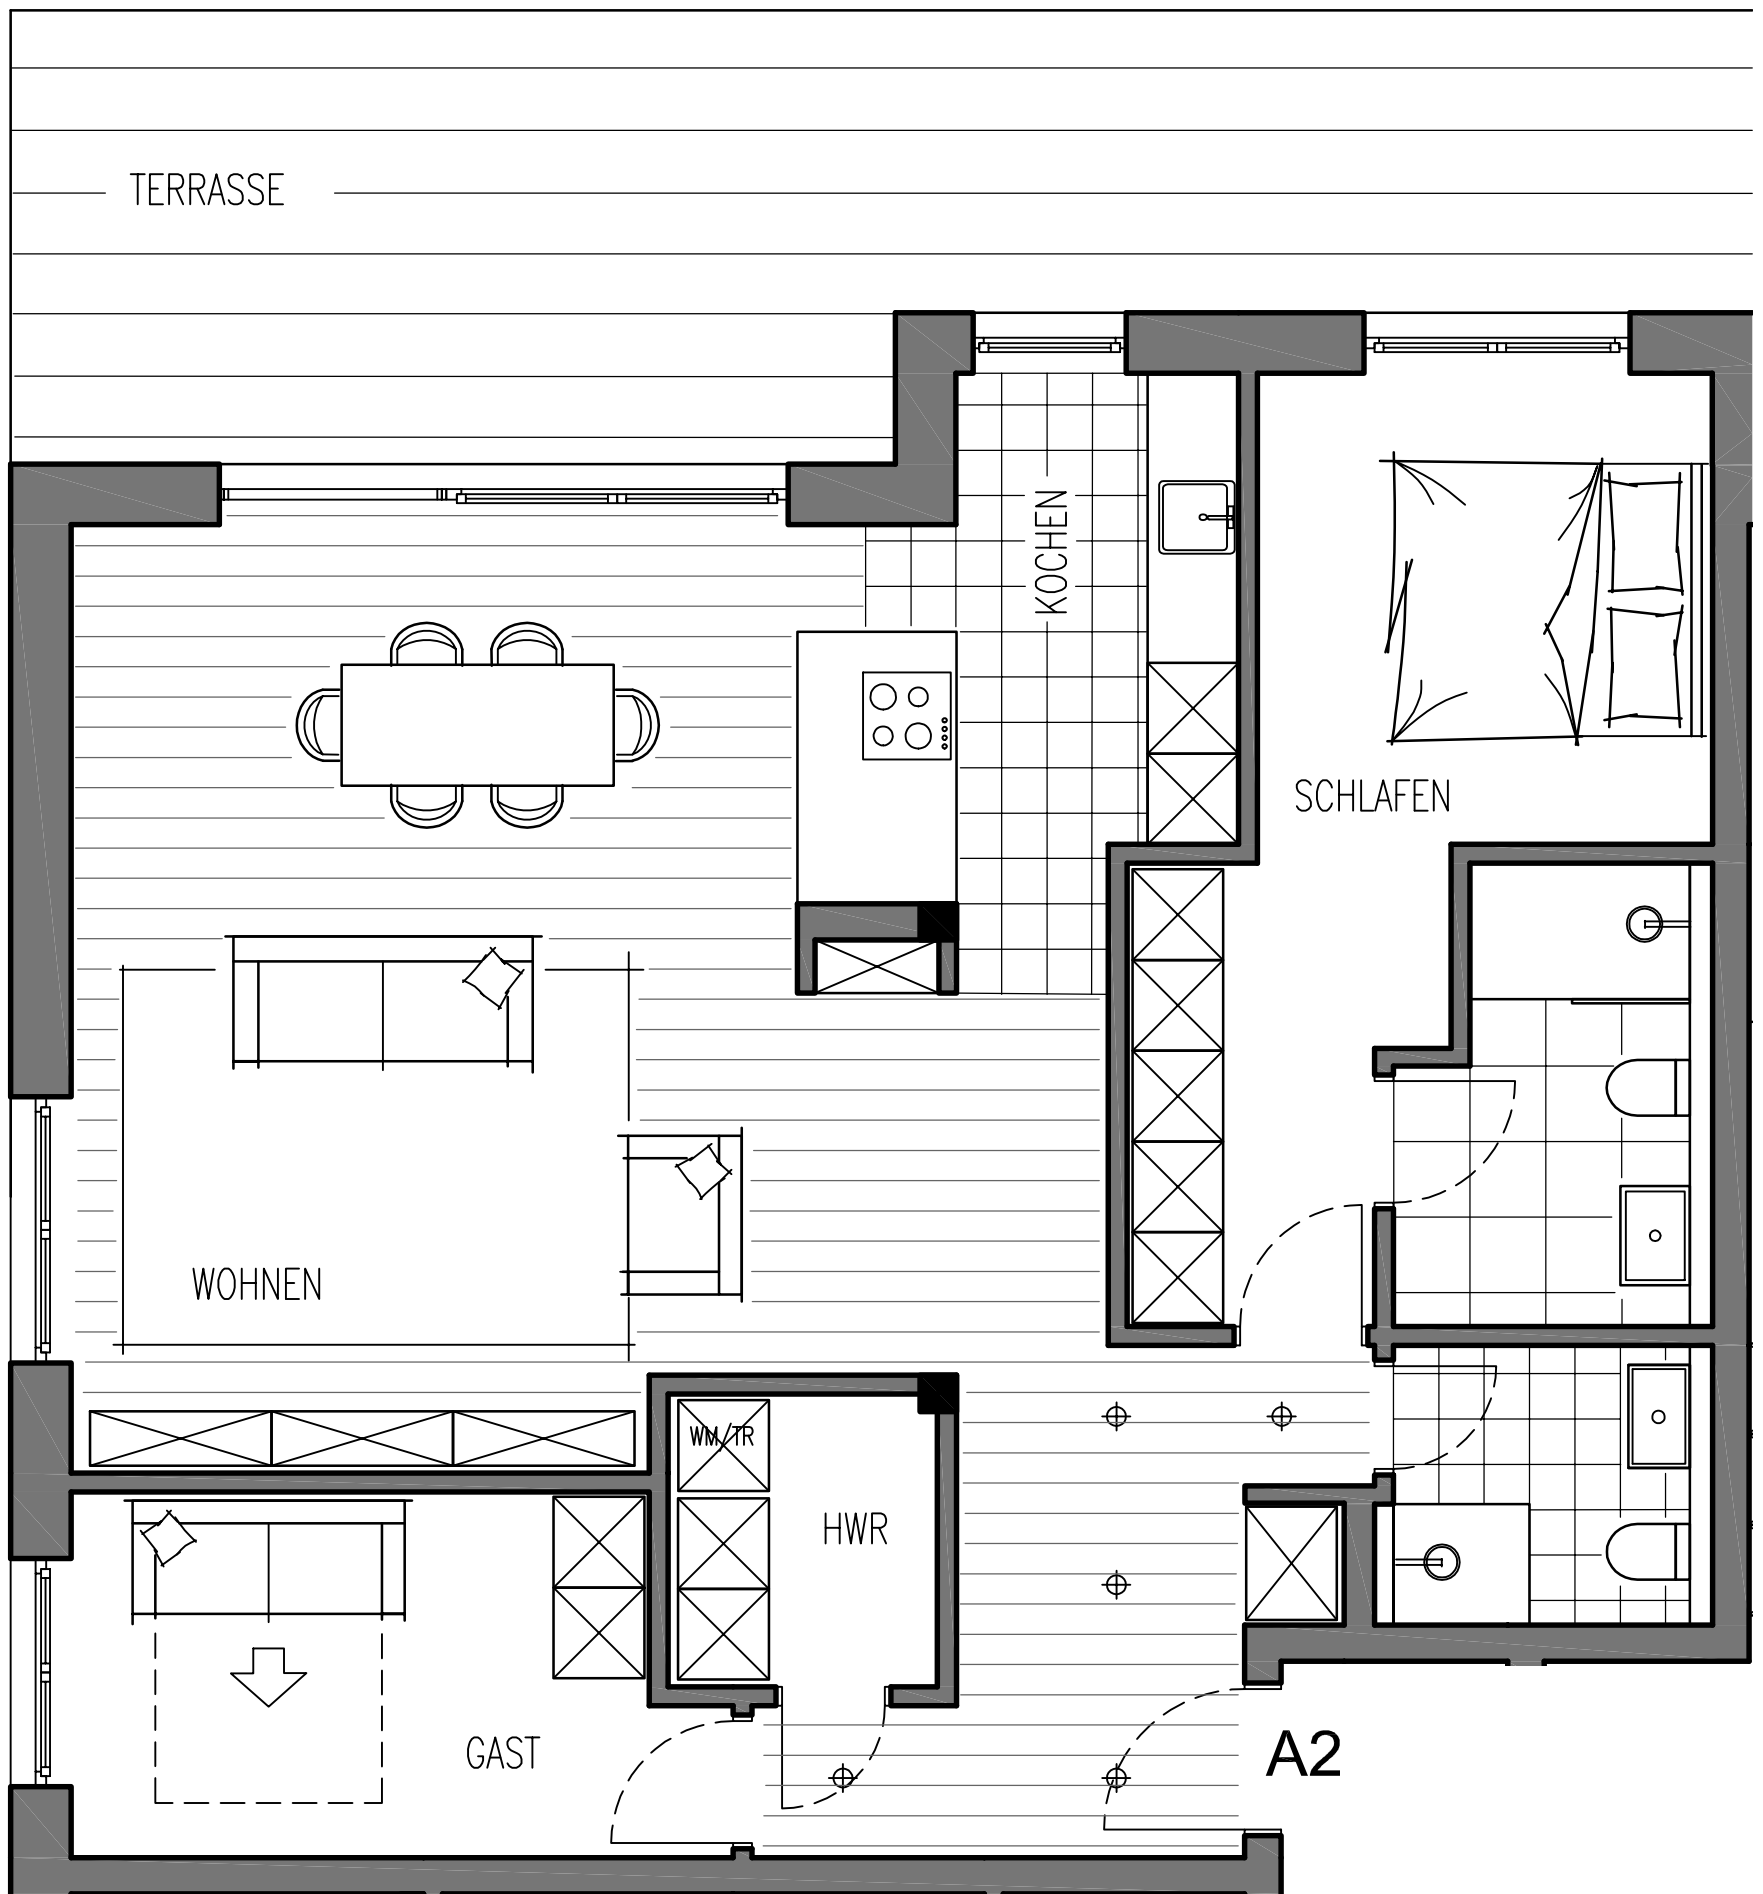 TERRASSE
KOCHEN
SCHLAFEN
WOHNEN
WM/TR
HWR
GAST
A2